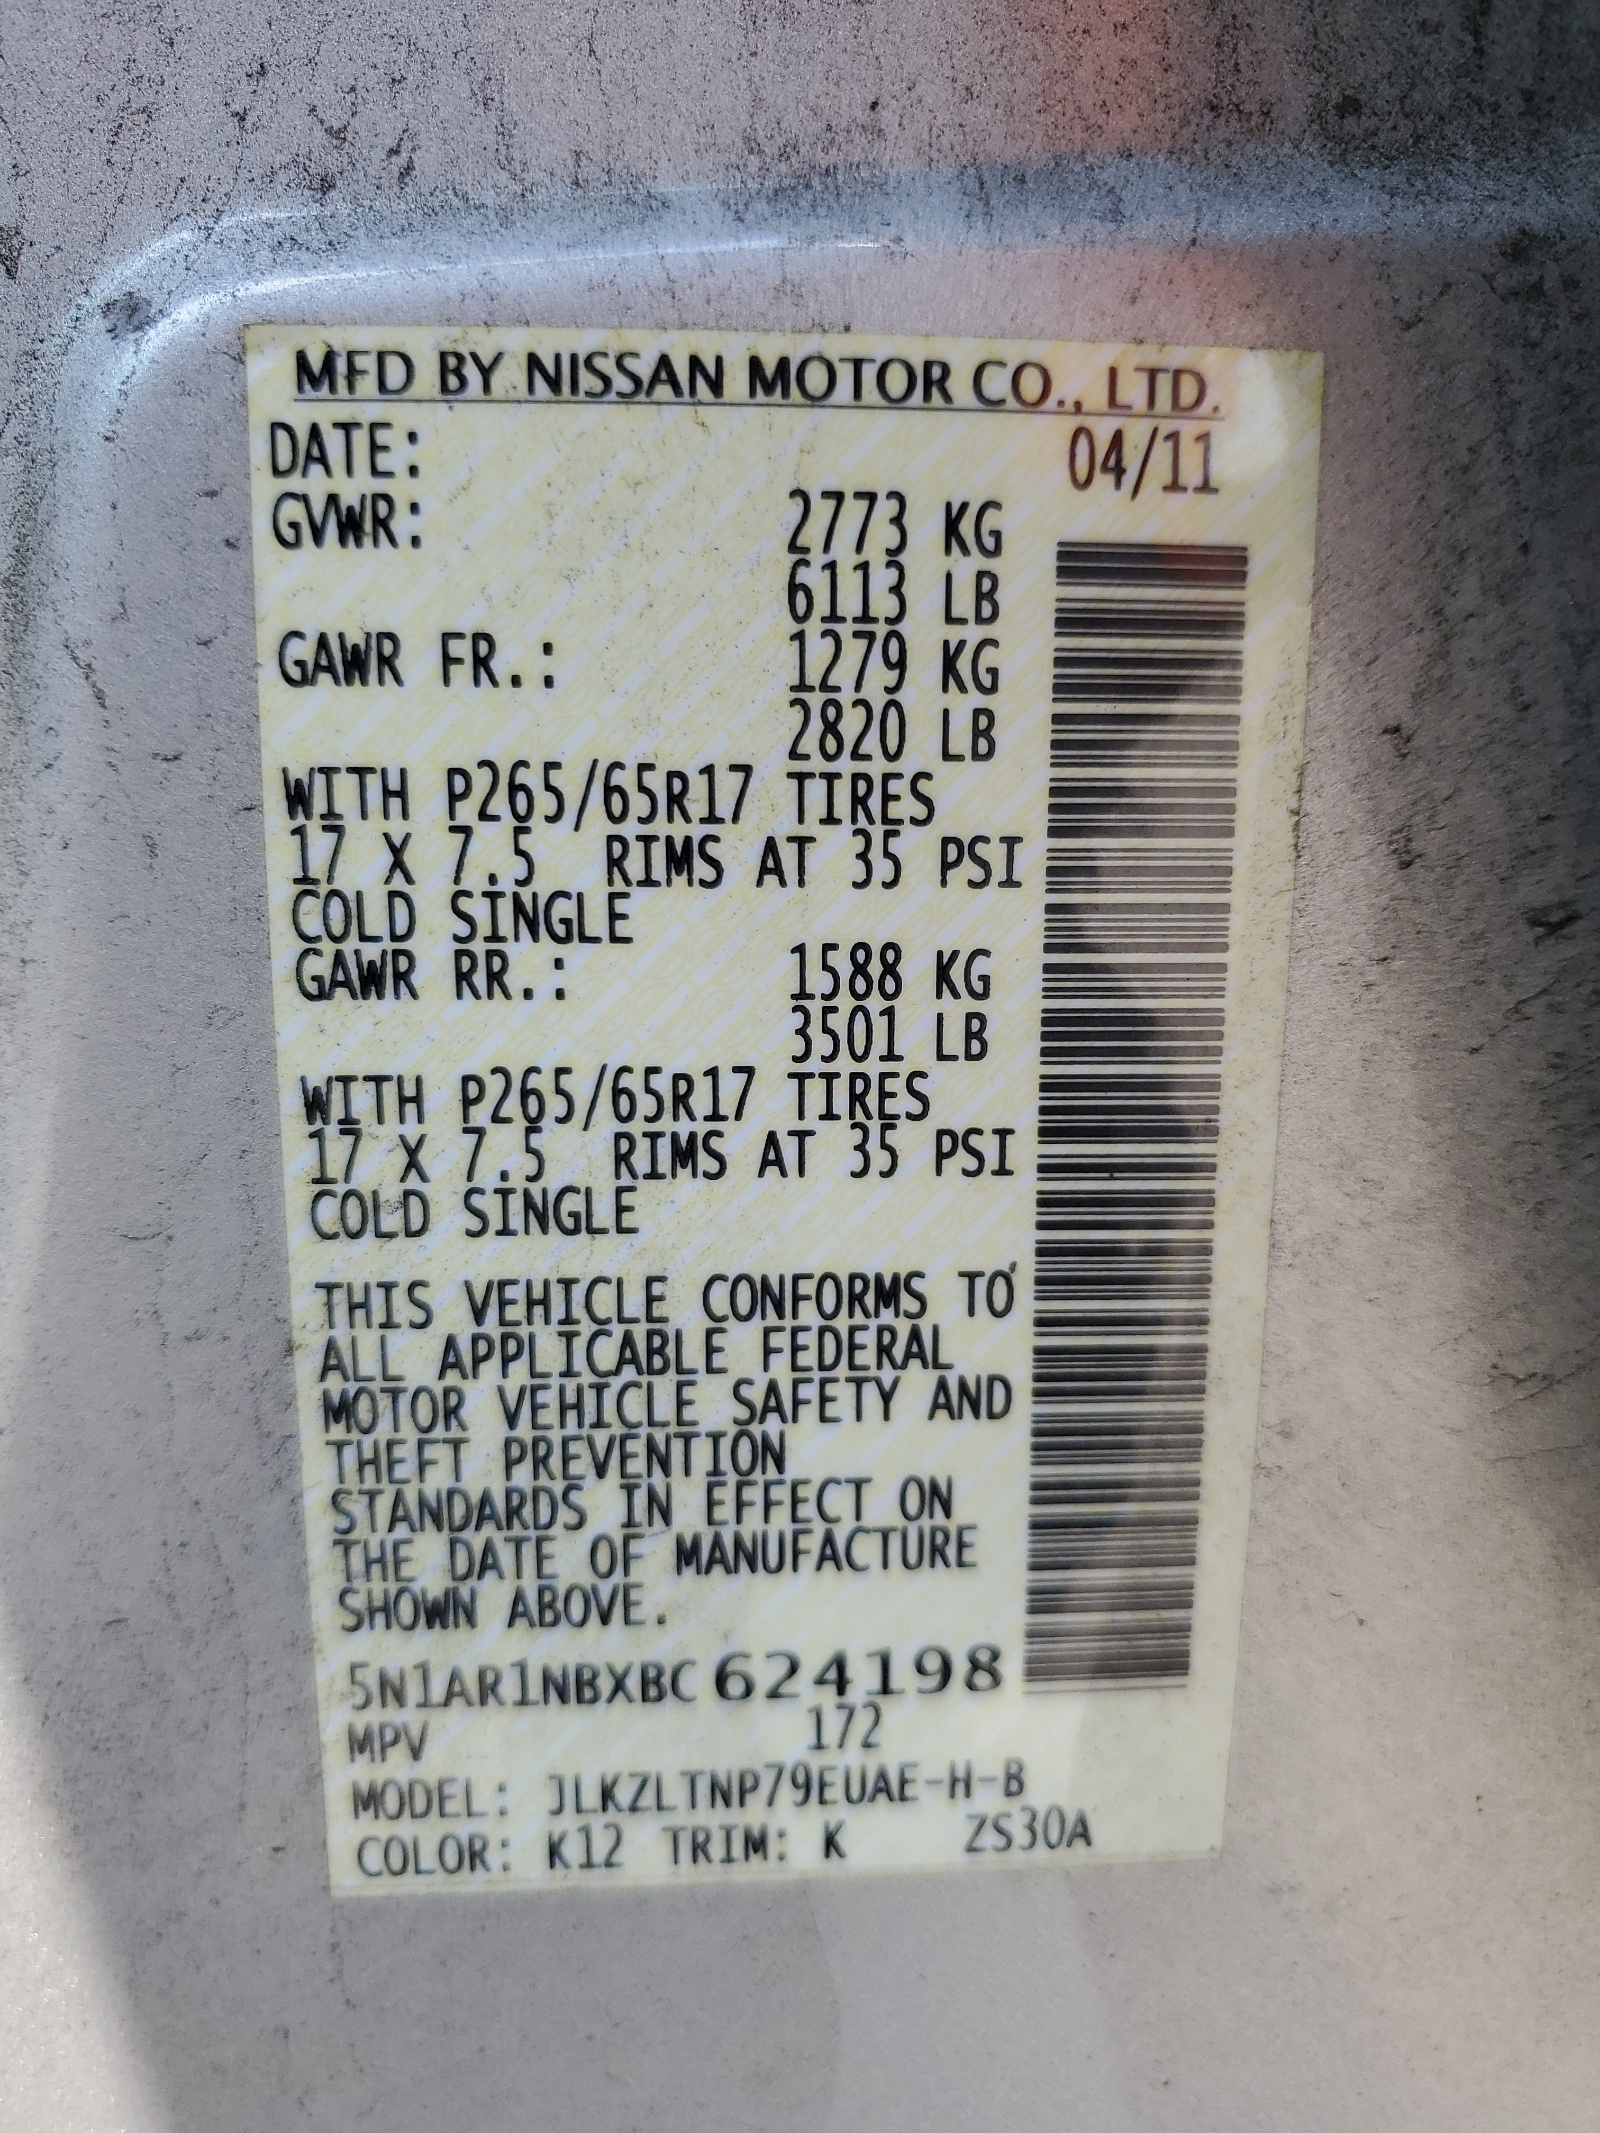 MFD BY NISSAN MOTOR CO., LTD.
DATE: 04/11
GVWR: 2773 KG
6113 LB
GAWR FR.: 1279 KG
2820 LB
WITH P265/65R17 TIRES
17 X 7.5 RIMS AT 35 PSI
COLD SINGLE
GAWR RR.: 1588 KG
3501 LB
WITH P265/65R17 TIRES
17 X 7.5 RIMS AT 35 PSI
COLD SINGLE
THIS VEHICLE CONFORMS TO
ALL APPLICABLE FEDERAL
MOTOR VEHICLE SAFETY AND
THEFT PREVENTION
STANDARDS IN EFFECT ON
THE DATE OF MANUFACTURE
SHOWN ABOVE.
5N1AR1NBXBC 624198
MPV 172
MODEL: JLKZLTNP79EUAE-H-B
COLOR: K12 TRIM: K ZS30A